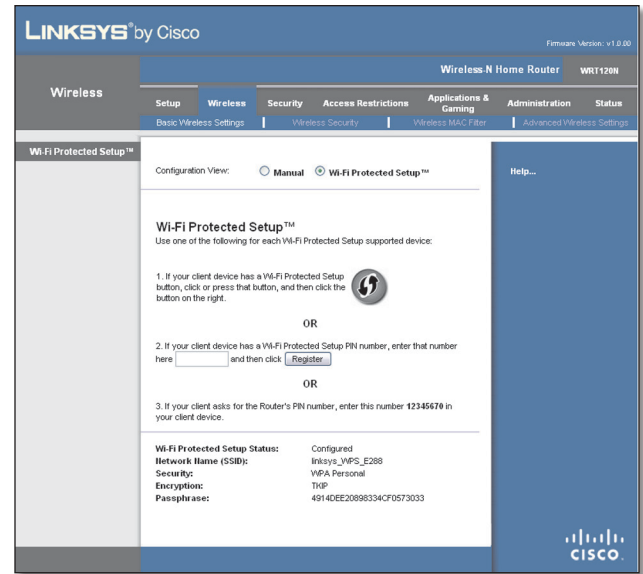 LINKSYS® by Cisco
Firmware Version: v1.0.00
Wireless-N Home Router WRT120N
Wireless
Setup Wireless Security Access Restrictions Applications & Gaming Administration Status
Basic Wireless Settings Wireless Security Wireless MAC Filter Advanced Wireless Settings
Wi-Fi Protected Setup™
Configuration View: Manual Wi-Fi Protected Setup™
Help...
Wi-Fi Protected Setup™
Use one of the following for each Wi-Fi Protected Setup supported device:
1. If your client device has a Wi-Fi Protected Setup
button, click or press that button, and then click the
button on the right.
OR
2. If your client device has a Wi-Fi Protected Setup PIN number, enter that number
here and then click Register
OR
3. If your client asks for the Router's PIN number, enter this number 12345670 in
your client device.
Wi-Fi Protected Setup Status: Configured
Network Name (SSID): linksys_WPS_E288
Security: WPA Personal
Encryption: TKIP
Passphrase: 4914DEE20898334CF0573033
CISCO.